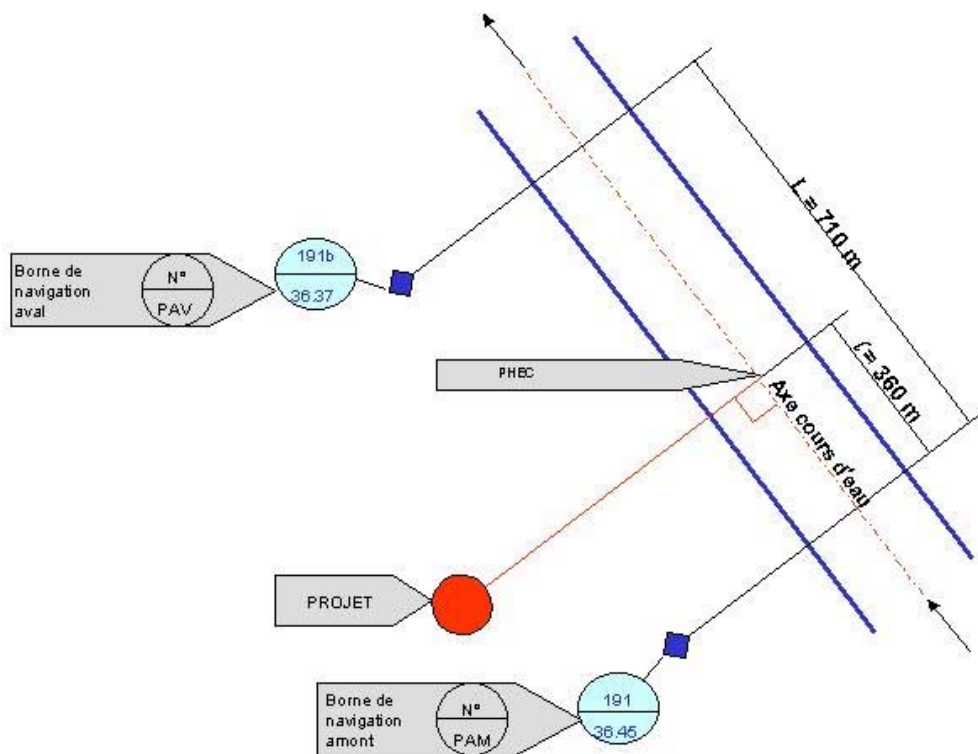 L = 710 m
191b
36.37
Borne de
navigation
aval
N°
PAV
PHEC
ℓ = 360 m
Axe cours d'eau
PROJET
191
36.45
Borne de
navigation
amont
N°
PAM